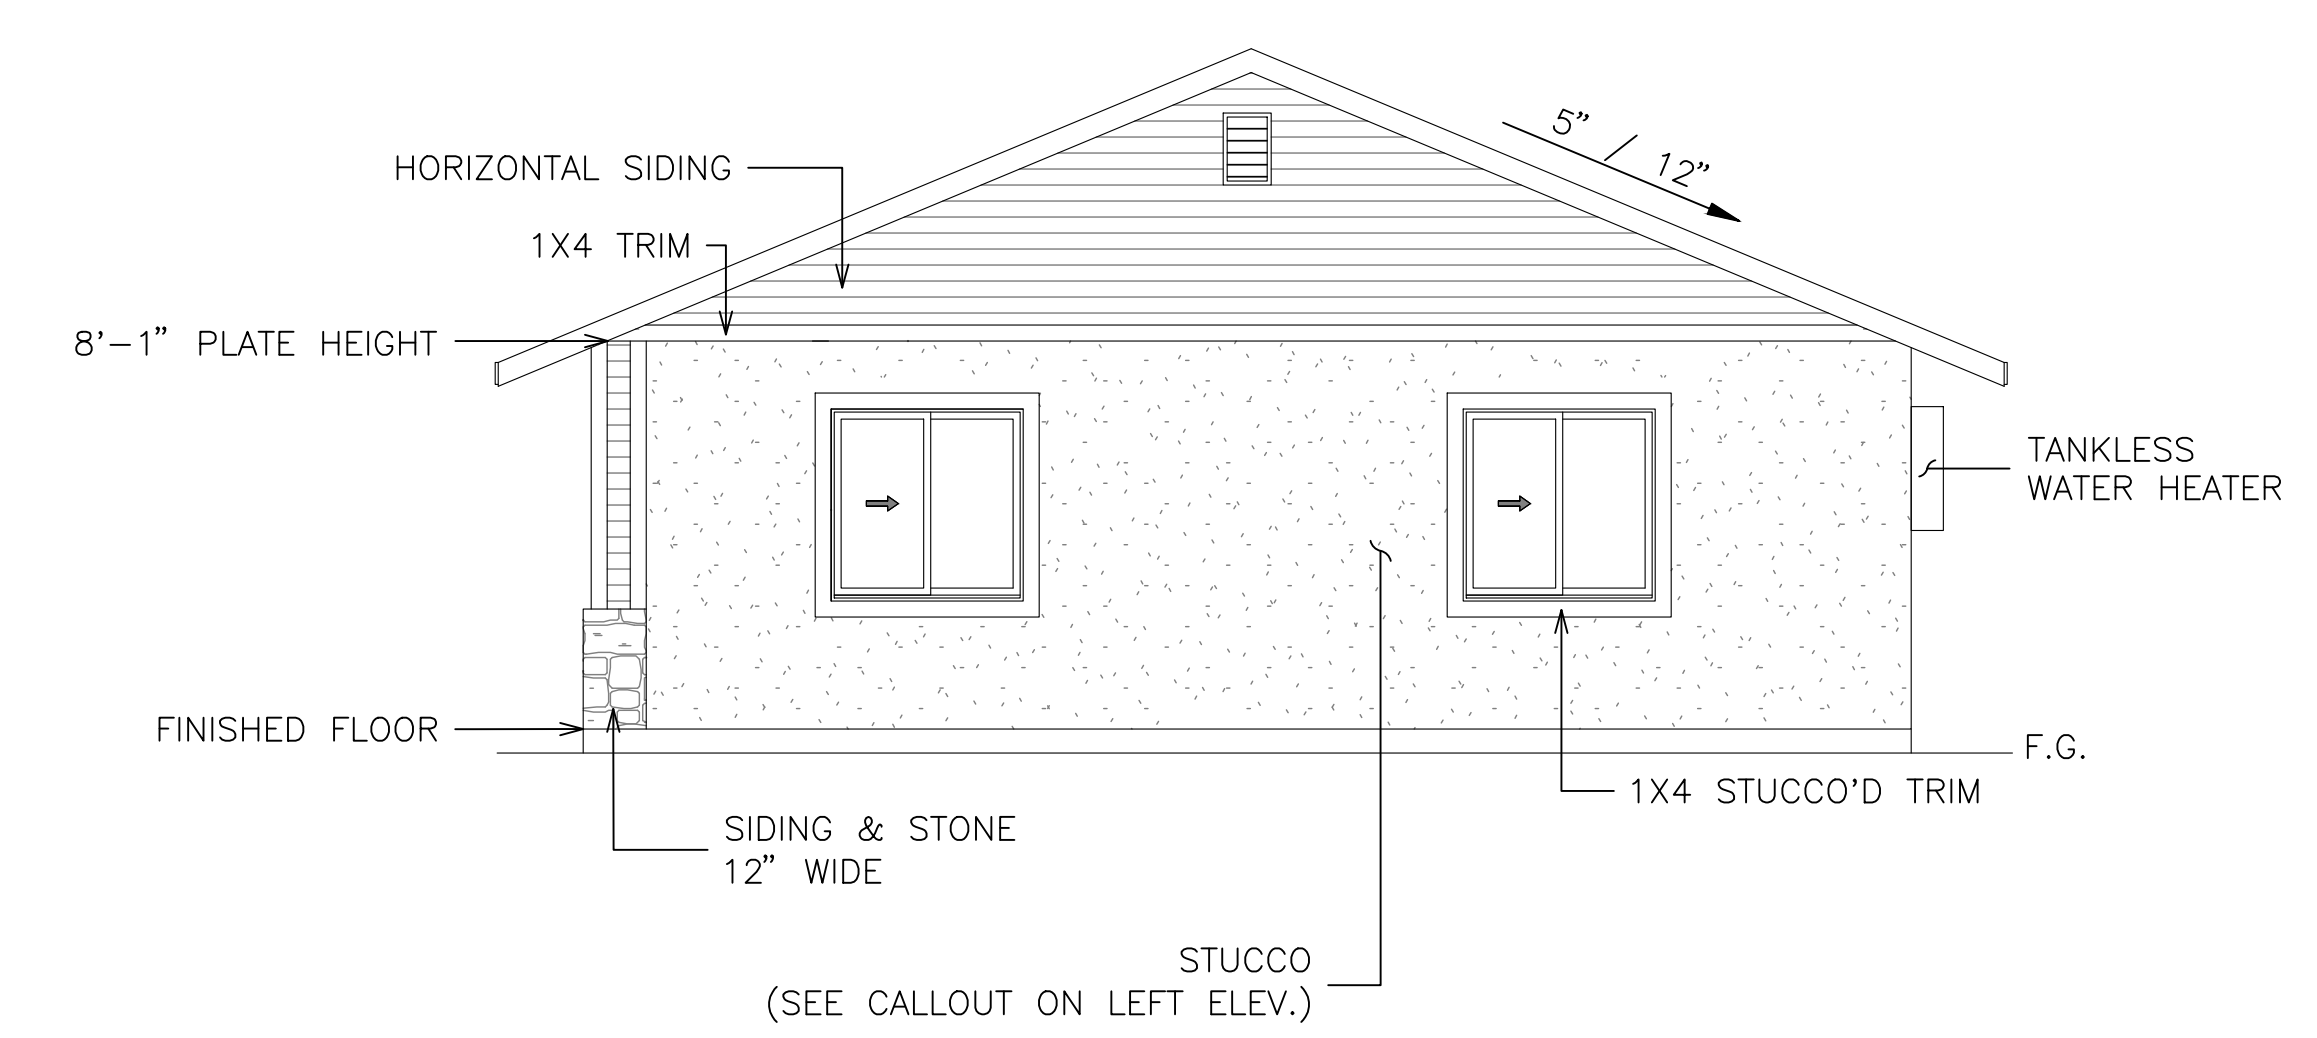 5” / 12”
HORIZONTAL SIDING
1X4 TRIM
8’–1” PLATE HEIGHT
TANKLESS
WATER HEATER
FINISHED FLOOR
F.G.
1X4 STUCCO’D TRIM
SIDING & STONE
12” WIDE
STUCCO
(SEE CALLOUT ON LEFT ELEV.)